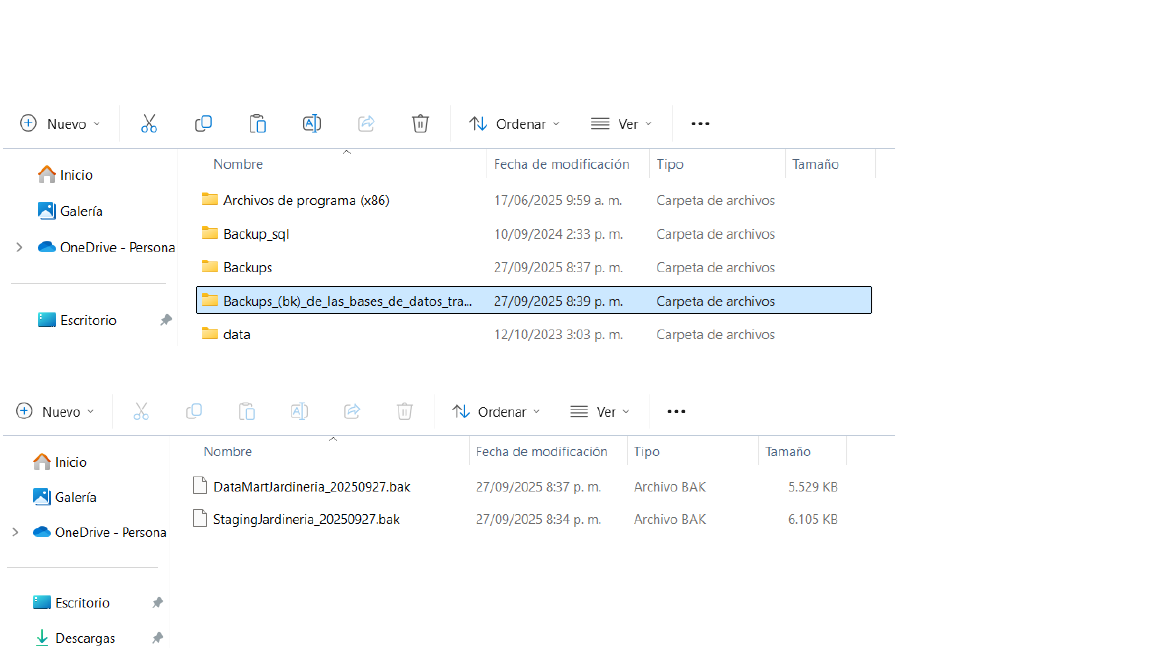 Nuevo Ordenar Ver •••
Nombre Fecha de modificación Tipo Tamaño
Inicio
Archivos de programa (x86) 17/06/2025 9:59 a. m. Carpeta de archivos
Galería
Backup_sql 10/09/2024 2:33 p. m. Carpeta de archivos
OneDrive - Persona
Backups 27/09/2025 8:37 p. m. Carpeta de archivos
Backups_(bk)_de_las_bases_de_datos_tra... 27/09/2025 8:39 p. m. Carpeta de archivos
Escritorio
data 12/10/2023 3:03 p. m. Carpeta de archivos
Nuevo Ordenar Ver •••
Nombre Fecha de modificación Tipo Tamaño
Inicio
DataMartJardineria_20250927.bak 27/09/2025 8:37 p. m. Archivo BAK 5.529 KB
Galería
StagingJardineria_20250927.bak 27/09/2025 8:34 p. m. Archivo BAK 6.105 KB
OneDrive - Persona
Escritorio
Descargas